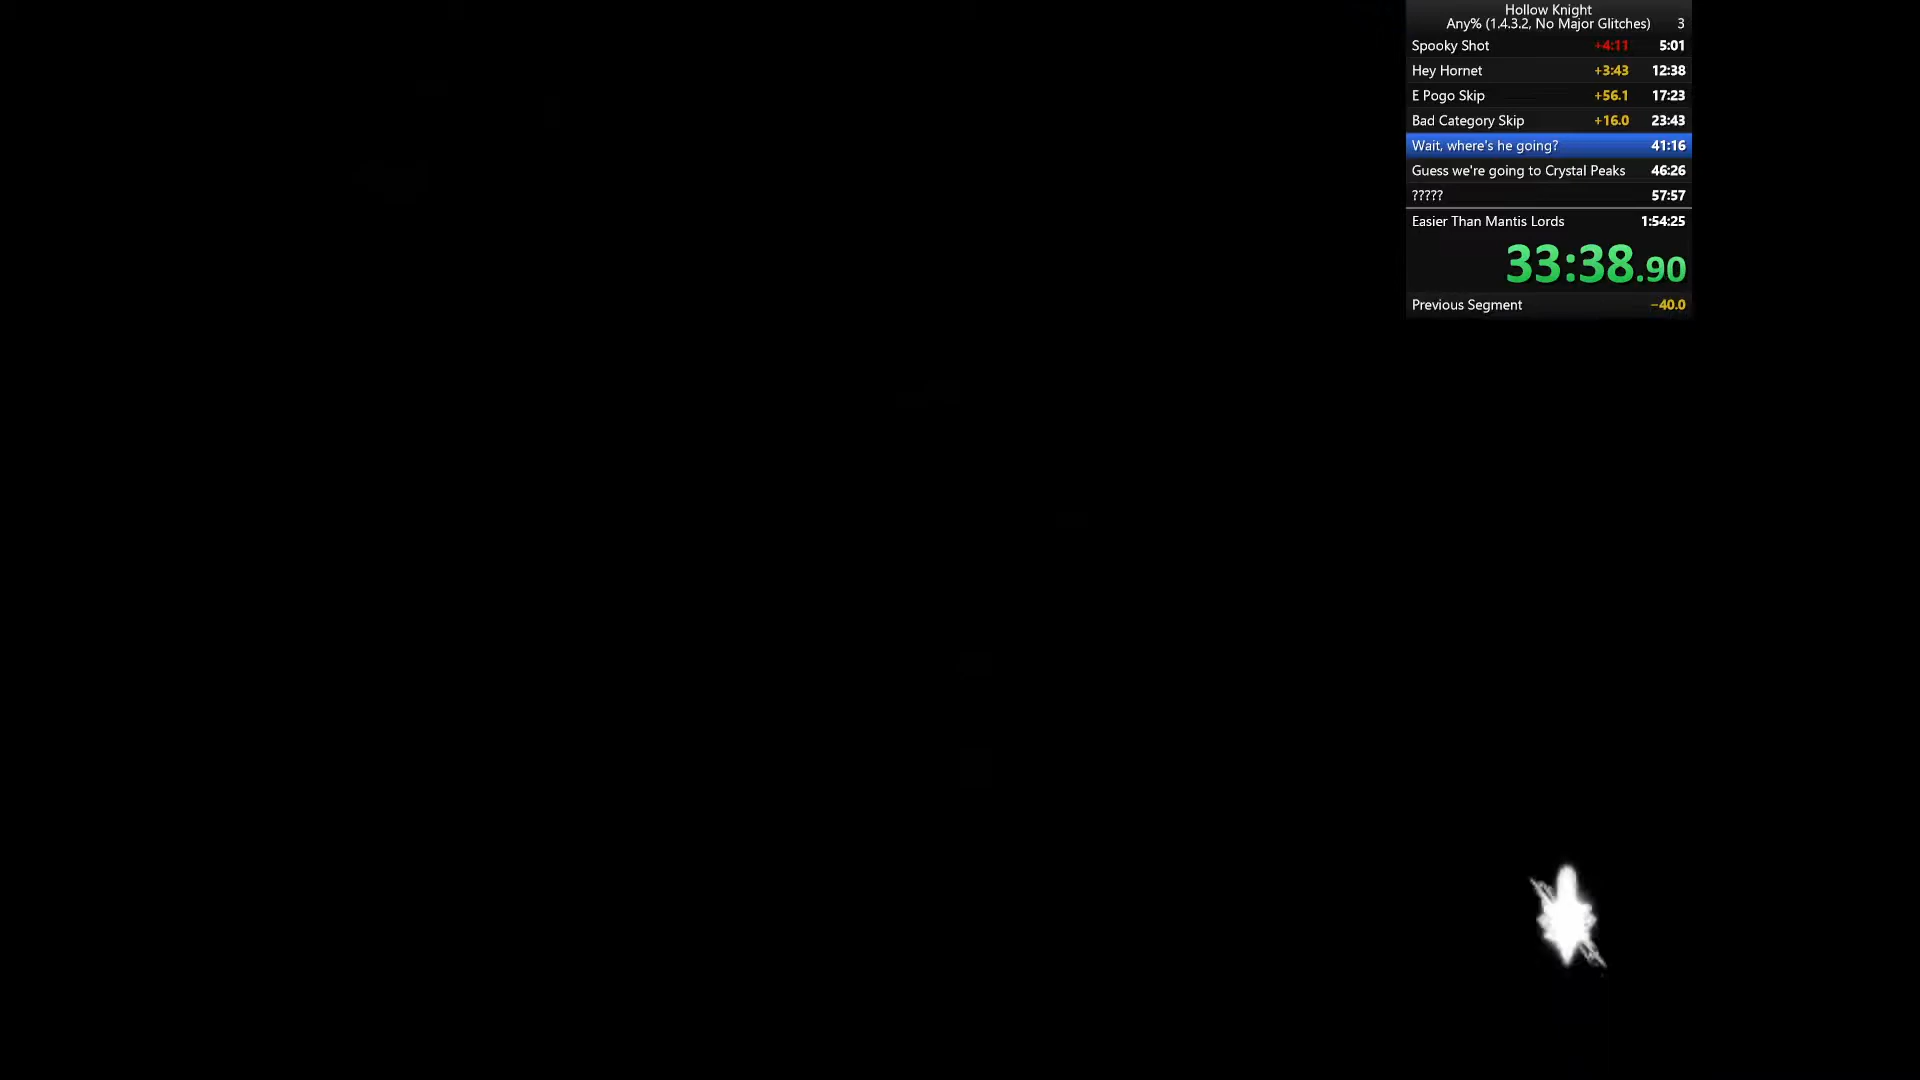 Hollow Knight
Any% (1.4.3.2, No Major Glitches) 3
Spooky Shot +4:11 5:01
Hey Hornet +3:43 12:38
E Pogo Skip +56.1 17:23
Bad Category Skip +16.0 23:43
Wait, where's he going? 41:16
Guess we're going to Crystal Peaks 46:26
????? 57:57
Easier Than Mantis Lords 1:54:25
33:38.90
Previous Segment −40.0